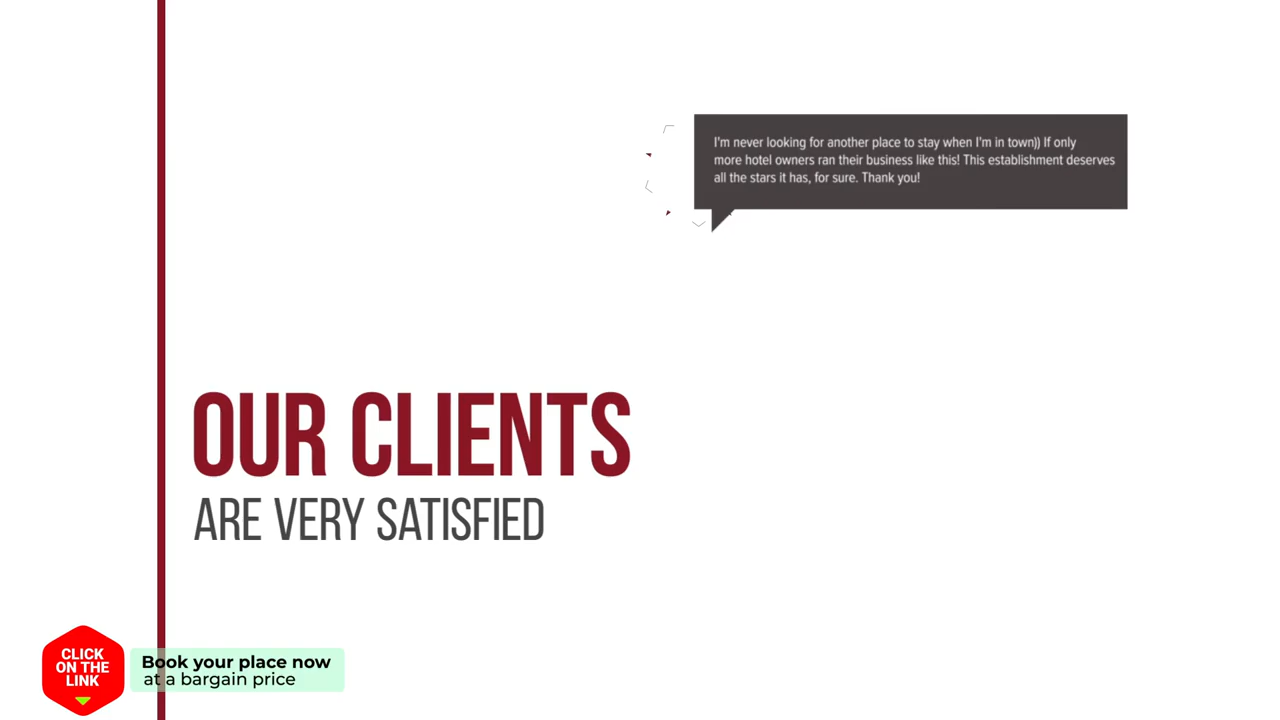 I'm never looking for another place to stay when I'm in town)) If only
more hotel owners ran their business like this! This establishment deserves
all the stars it has, for sure. Thank you!
OUR CLIENTS
ARE VERY SATISFIED
CLICK
ON THE
LINK
Book your place now
at a bargain price